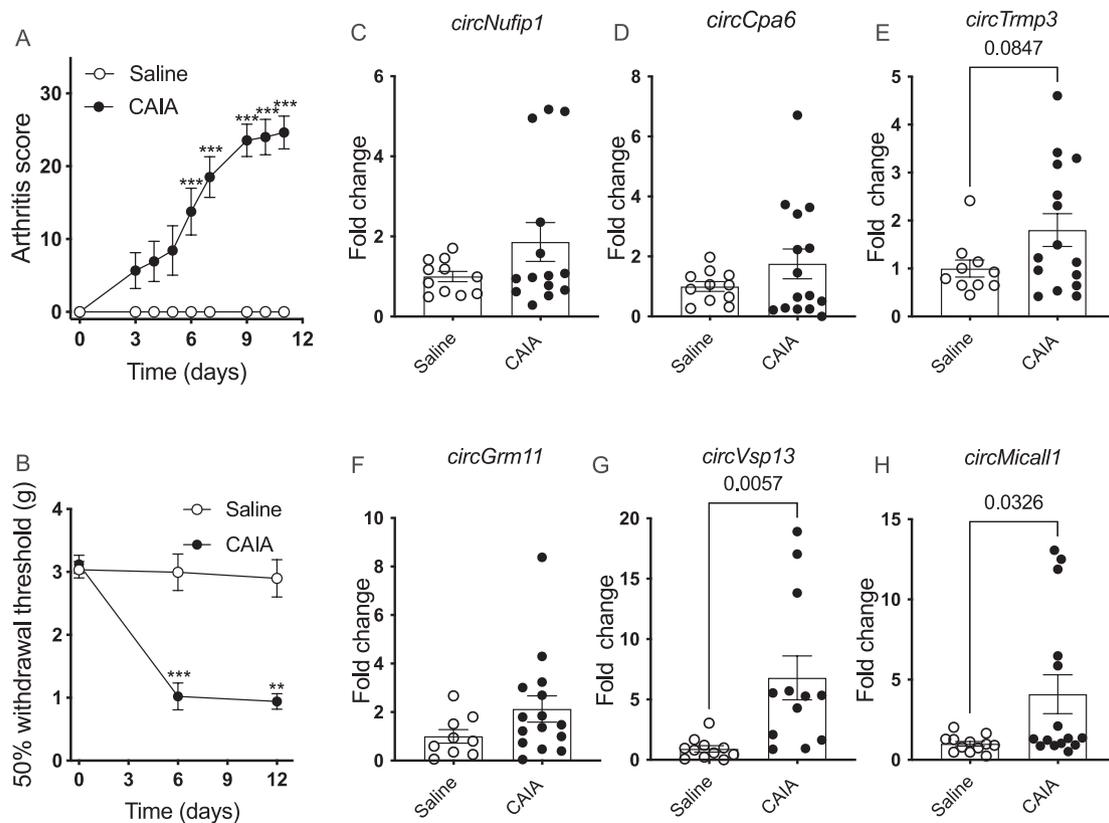 A
Saline
CAIA
Arthritis score
30
20
10
0
***
***
***
***
***
0
3
6
9
12
Time (days)
C
circNufip1
Fold change
6
4
2
0
Saline
CAIA
D
circCpa6
Fold change
8
6
4
2
0
Saline
CAIA
E
circTrmp3
0.0847
Fold change
5
4
3
2
1
0
Saline
CAIA
B
Saline
CAIA
50% withdrawal threshold (g)
4
3
2
1
0
***
**
0
3
6
9
12
Time (days)
F
circGrm11
Fold change
10
8
6
4
2
0
Saline
CAIA
G
circVsp13
0.0057
Fold change
20
15
10
5
0
Saline
CAIA
H
circMicall1
0.0326
Fold change
15
10
5
0
Saline
CAIA